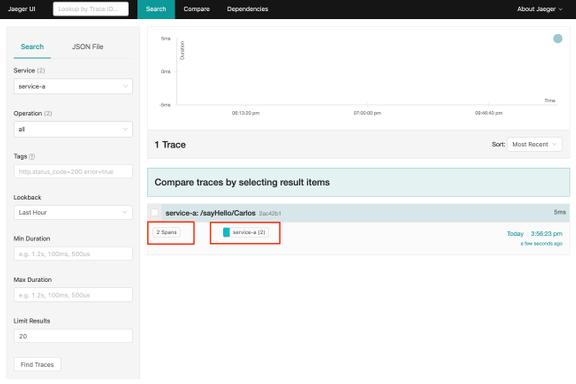 Jaeger UI
Lookup by Trace ID...
Search
Compare
Dependencies
About Jaeger
Search
JSON File
Service (2)
service-a
Operation (2)
all
Tags
http.status_code=200 error=true
Lookback
Last Hour
Min Duration
e.g. 1.2s, 100ms, 500us
Max Duration
e.g. 1.2s, 100ms, 500us
Limit Results
20
Find Traces
5ms
0ms
-5ms
Duration
Time
06:13:20 pm
07:00:00 pm
09:46:40 pm
1 Trace
Sort:
Most Recent
Compare traces by selecting result items
service-a: /sayHello/Carlos 2ac42b1
5ms
2 Spans
service-a (2)
Today
3:56:23 pm
a few seconds ago